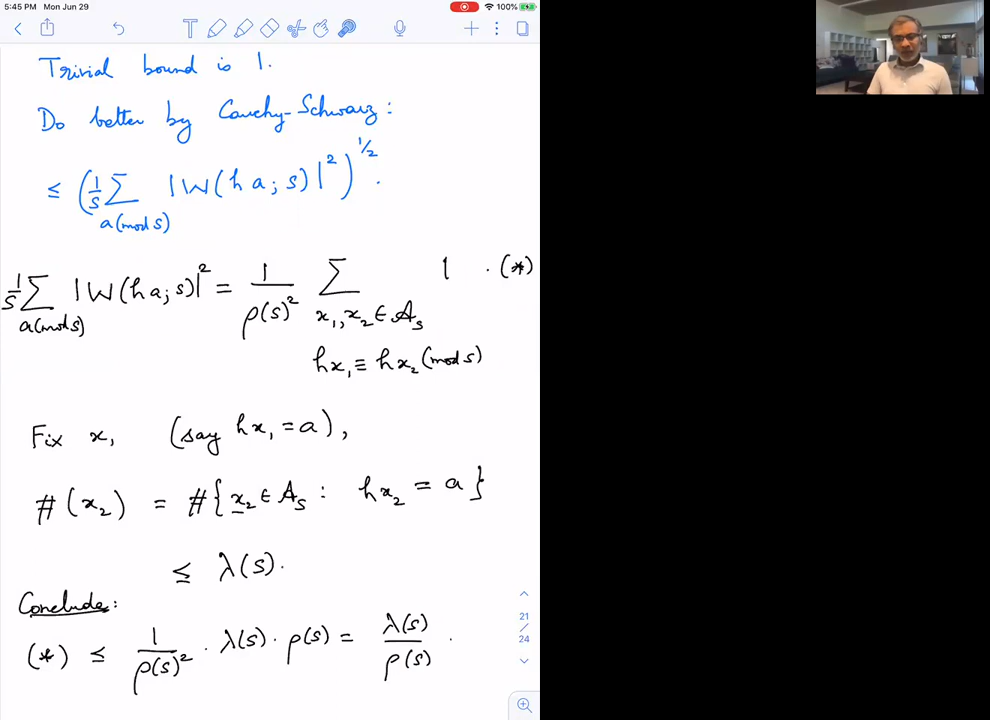 5:45 PM Mon Jun 29
100%
Trivial bound is 1.
Do better by Cauchy-Schwarz:
≤ (1/s ∑_{a(mod s)} |W(ha;s)|²)^{1/2}.
1/s ∑_{a(mod s)} |W(ha;s)|² = 1/ρ(s)² ∑_{x₁,x₂∈𝒜_s, hx₁≡hx₂(mod s)} 1. (*)
Fix x₁ (say hx₁=a),
#(x₂) = #{x₂∈𝒜_s : hx₂ = a}
≤ λ(s).
Conclude:
(*) ≤ 1/ρ(s)² · λ(s) · ρ(s) = λ(s)/ρ(s).
21
/
24